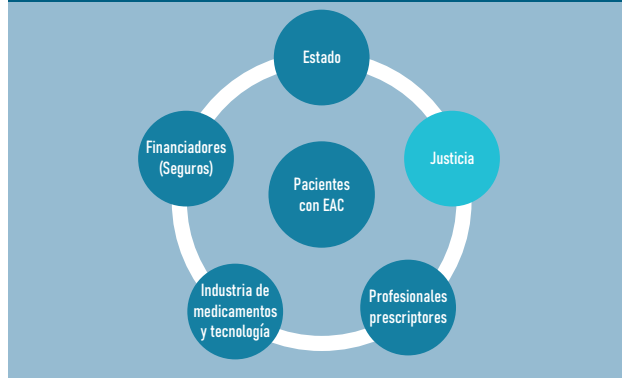 Estado
Financiadores
(Seguros)
Justicia
Pacientes
con EAC
Industria de
medicamentos
y tecnología
Profesionales
prescriptores